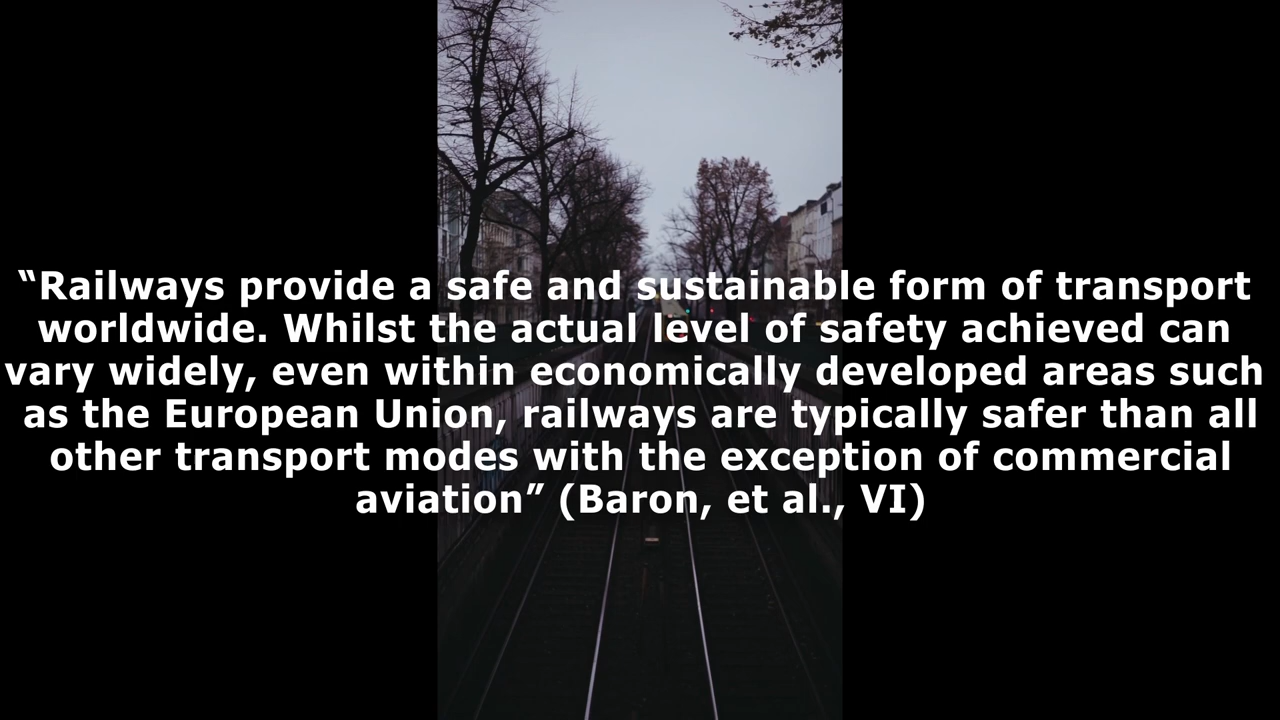 “Railways provide a safe and sustainable form of transport
worldwide. Whilst the actual level of safety achieved can
vary widely, even within economically developed areas such
as the European Union, railways are typically safer than all
other transport modes with the exception of commercial
aviation” (Baron, et al., VI)